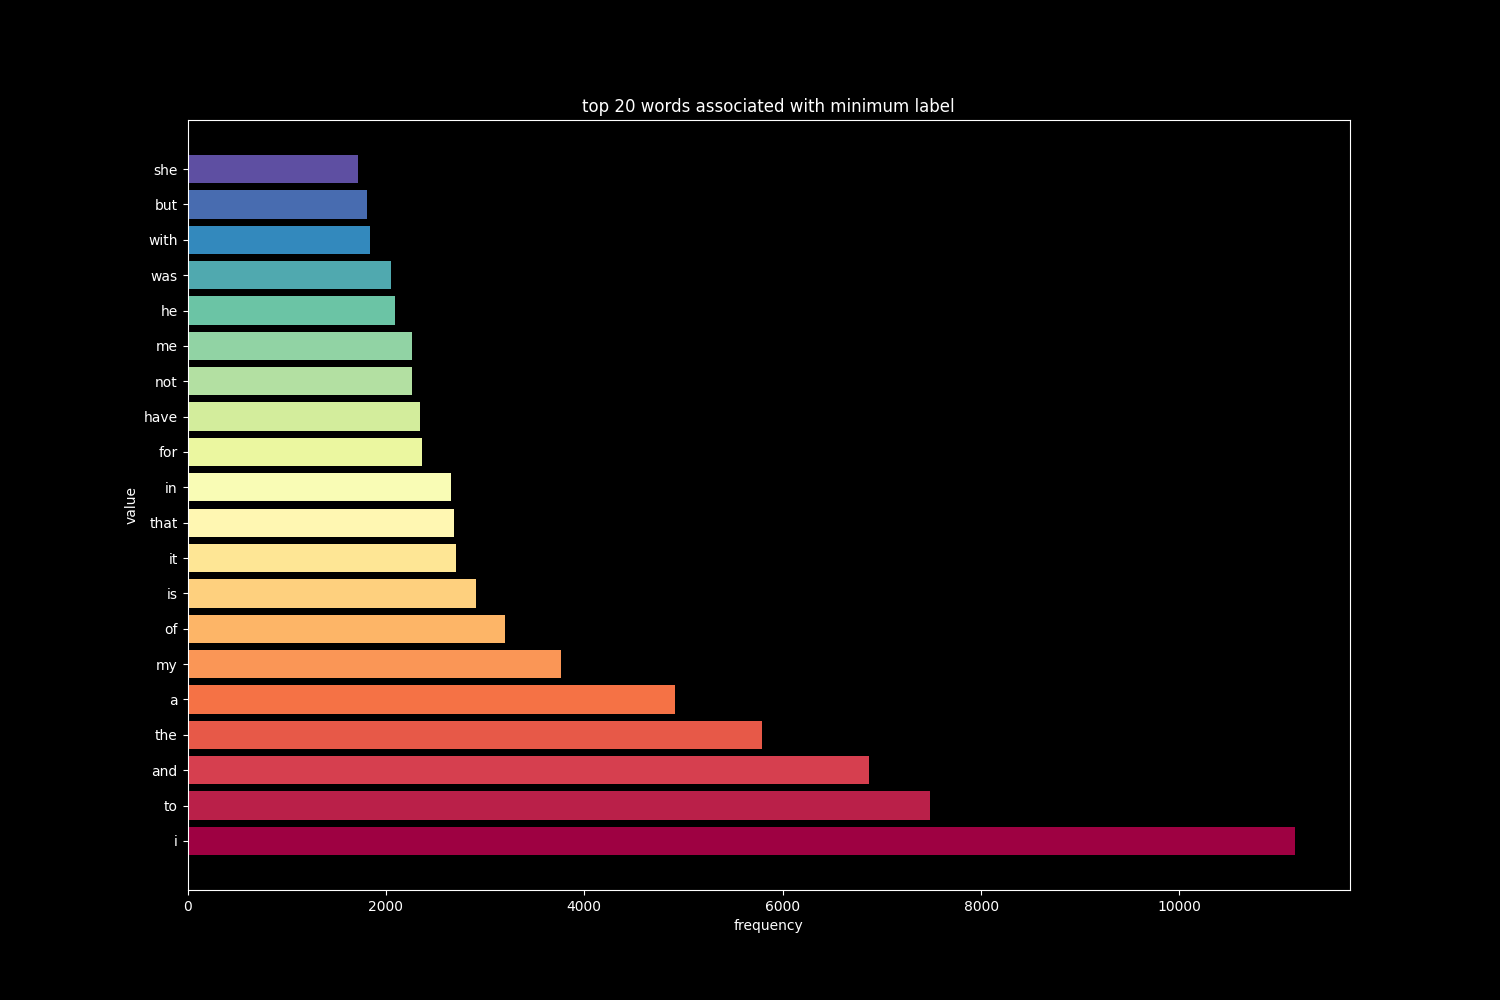 top 20 words associated with minimum label
she
but
with
was
he
me
not
have
for
in
that
it
is
of
my
a
the
and
to
i
value
0 2000 4000 6000 8000 10000
frequency